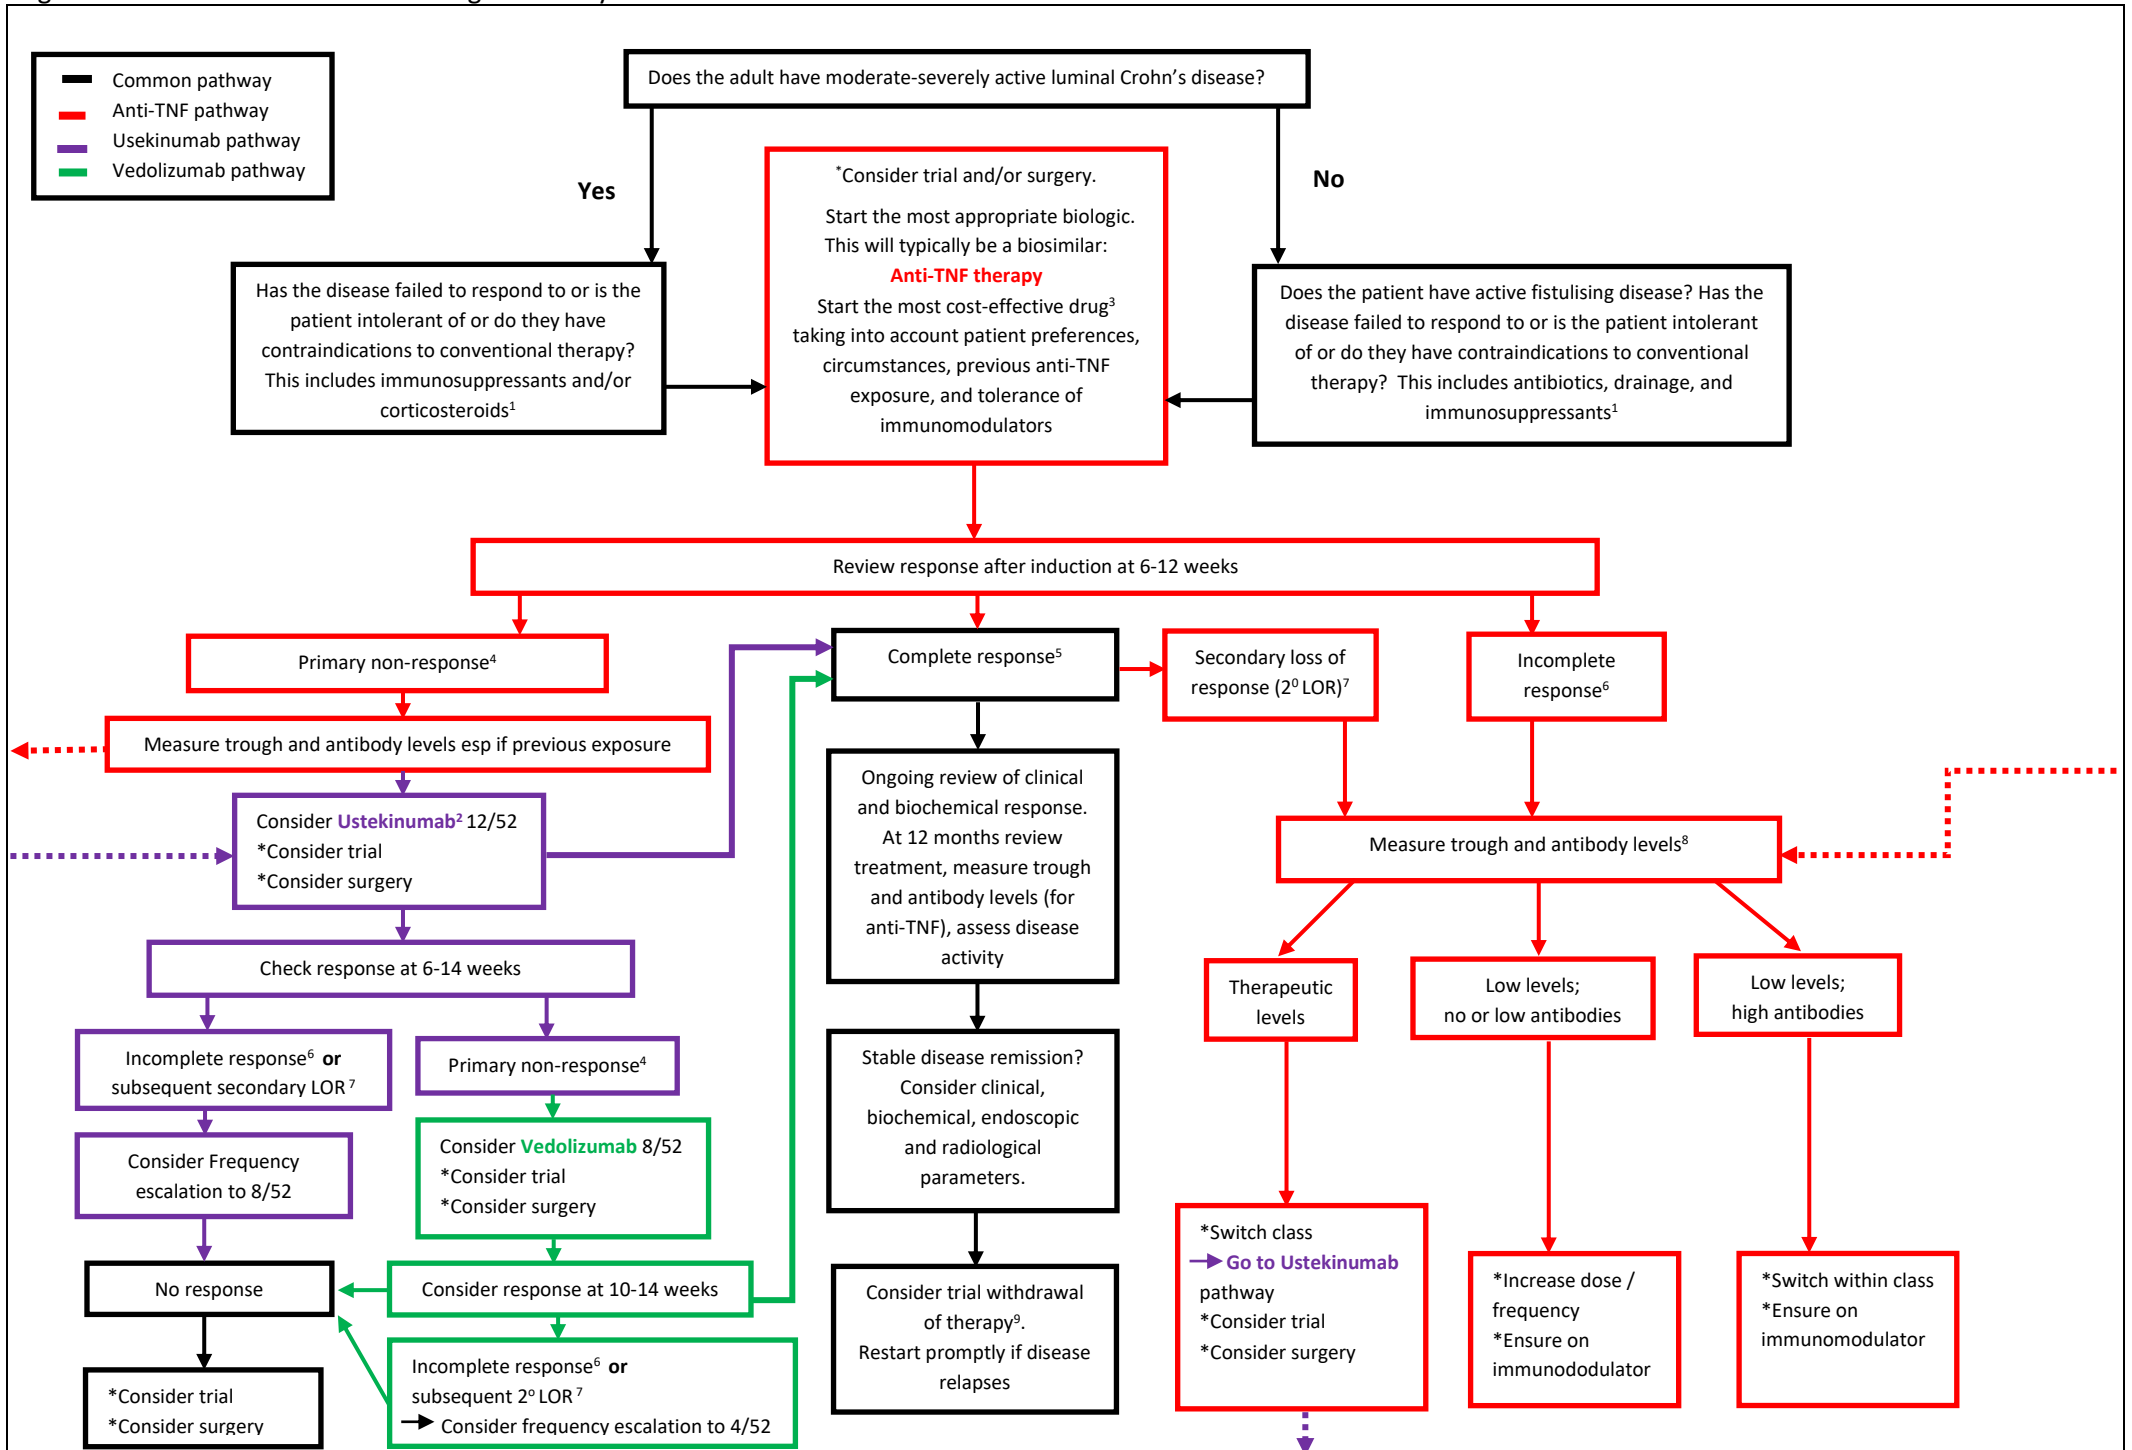 Common pathway
Anti-TNF pathway
Usekinumab pathway
Vedolizumab pathway
Does the adult have moderate-severely active luminal Crohn's disease?
Yes
No
*Consider trial and/or surgery.
Start the most appropriate biologic.
This will typically be a biosimilar:
Anti-TNF therapy
Start the most cost-effective drug³
taking into account patient preferences,
circumstances, previous anti-TNF
exposure, and tolerance of
immunomodulators
Has the disease failed to respond to or is the
patient intolerant of or do they have
contraindications to conventional therapy?
This includes immunosuppressants and/or
corticosteroids¹
Does the patient have active fistulising disease? Has the
disease failed to respond to or is the patient intolerant
of or do they have contraindications to conventional
therapy? This includes antibiotics, drainage, and
immunosuppressants¹
Review response after induction at 6-12 weeks
Primary non-response⁴
Complete response⁵
Secondary loss of
response (2⁰ LOR)⁷
Incomplete
response⁶
Measure trough and antibody levels esp if previous exposure
Consider Ustekinumab² 12/52
*Consider trial
*Consider surgery
Ongoing review of clinical
and biochemical response.
At 12 months review
treatment, measure trough
and antibody levels (for
anti-TNF), assess disease
activity
Measure trough and antibody levels⁸
Check response at 6-14 weeks
Therapeutic
levels
Low levels;
no or low antibodies
Low levels;
high antibodies
Incomplete response⁶ or
subsequent secondary LOR ⁷
Primary non-response⁴
Stable disease remission?
Consider clinical,
biochemical, endoscopic
and radiological
parameters.
Consider Frequency
escalation to 8/52
Consider Vedolizumab 8/52
*Consider trial
*Consider surgery
No response
Consider response at 10-14 weeks
Consider trial withdrawal
of therapy⁹.
Restart promptly if disease
relapses
*Switch class
Go to Ustekinumab
pathway
*Consider trial
*Consider surgery
*Increase dose /
frequency
*Ensure on
immunododulator
*Switch within class
*Ensure on
immunomodulator
*Consider trial
*Consider surgery
Incomplete response⁶ or
subsequent 2º LOR ⁷
Consider frequency escalation to 4/52